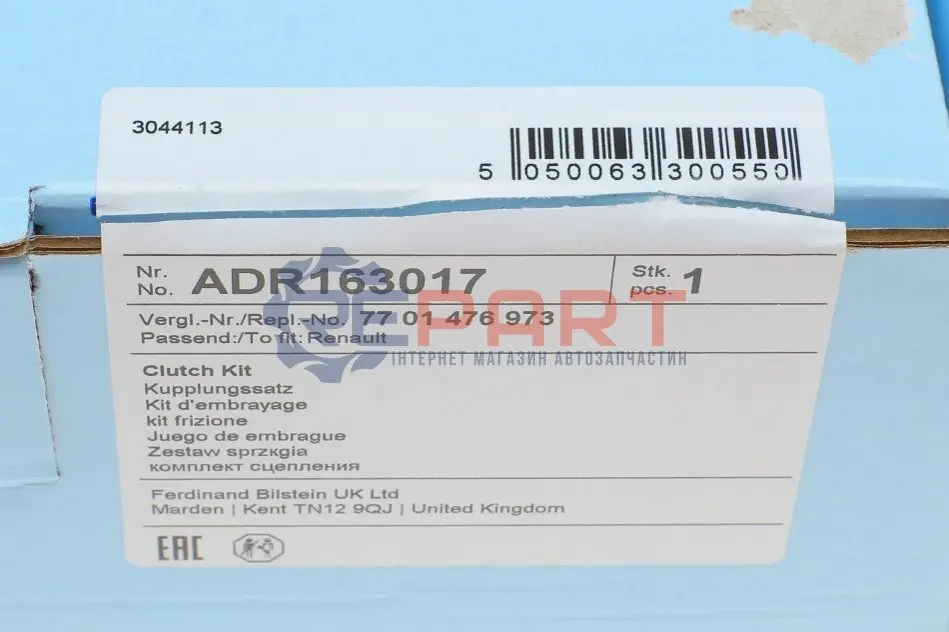 3044113
5 050063 300550
Nr.
No. ADR163017
Stk.
pcs. 1
Vergl.-Nr./Repl.-No. 77 01 476 973
Passend:/To fit: Renault
Clutch Kit
Kupplungssatz
Kit d'embrayage
kit frizione
Juego de embrague
Zestaw sprzкgіa
комплект сцепления
Ferdinand Bilstein UK Ltd
Marden | Kent TN12 9QJ | United Kingdom
EAC
DEPART
ІНТЕРНЕТ МАГАЗИН АВТОЗАПЧАСТИН